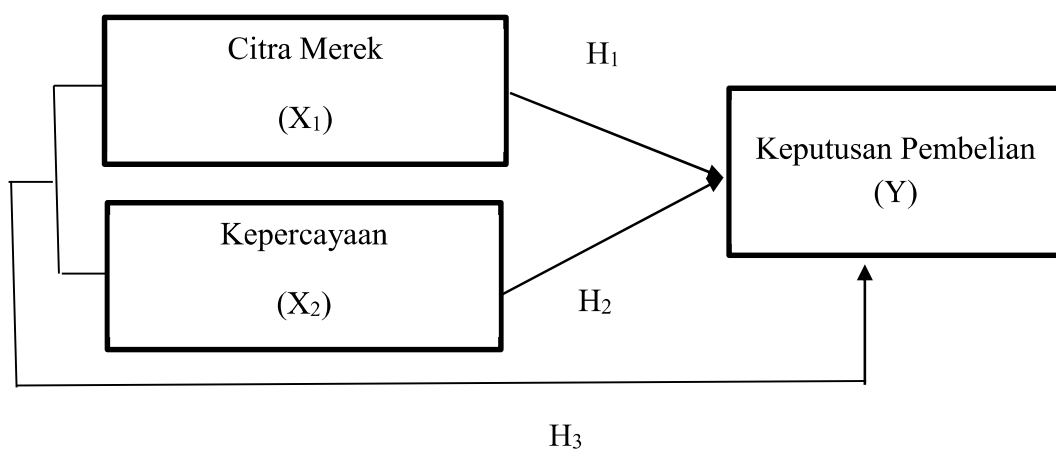 Citra Merek
(X₁)
H₁
Keputusan Pembelian
(Y)
Kepercayaan
(X₂)
H₂
H₃